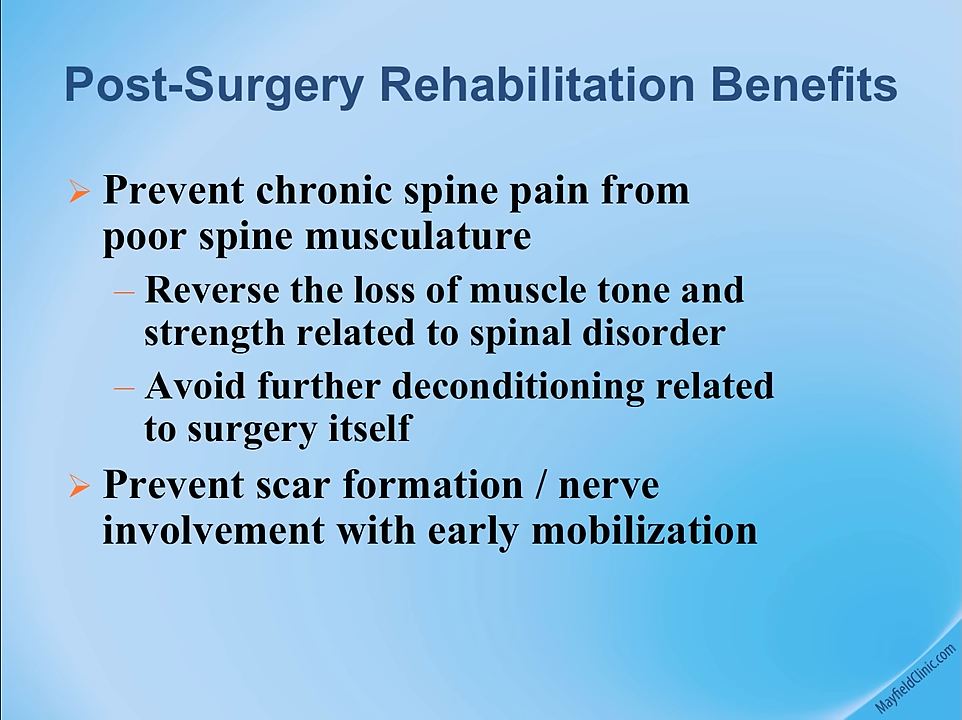 Post-Surgery Rehabilitation Benefits
➢ Prevent chronic spine pain from
poor spine musculature
– Reverse the loss of muscle tone and
strength related to spinal disorder
– Avoid further deconditioning related
to surgery itself
➢ Prevent scar formation / nerve
involvement with early mobilization
MayfieldClinic.com